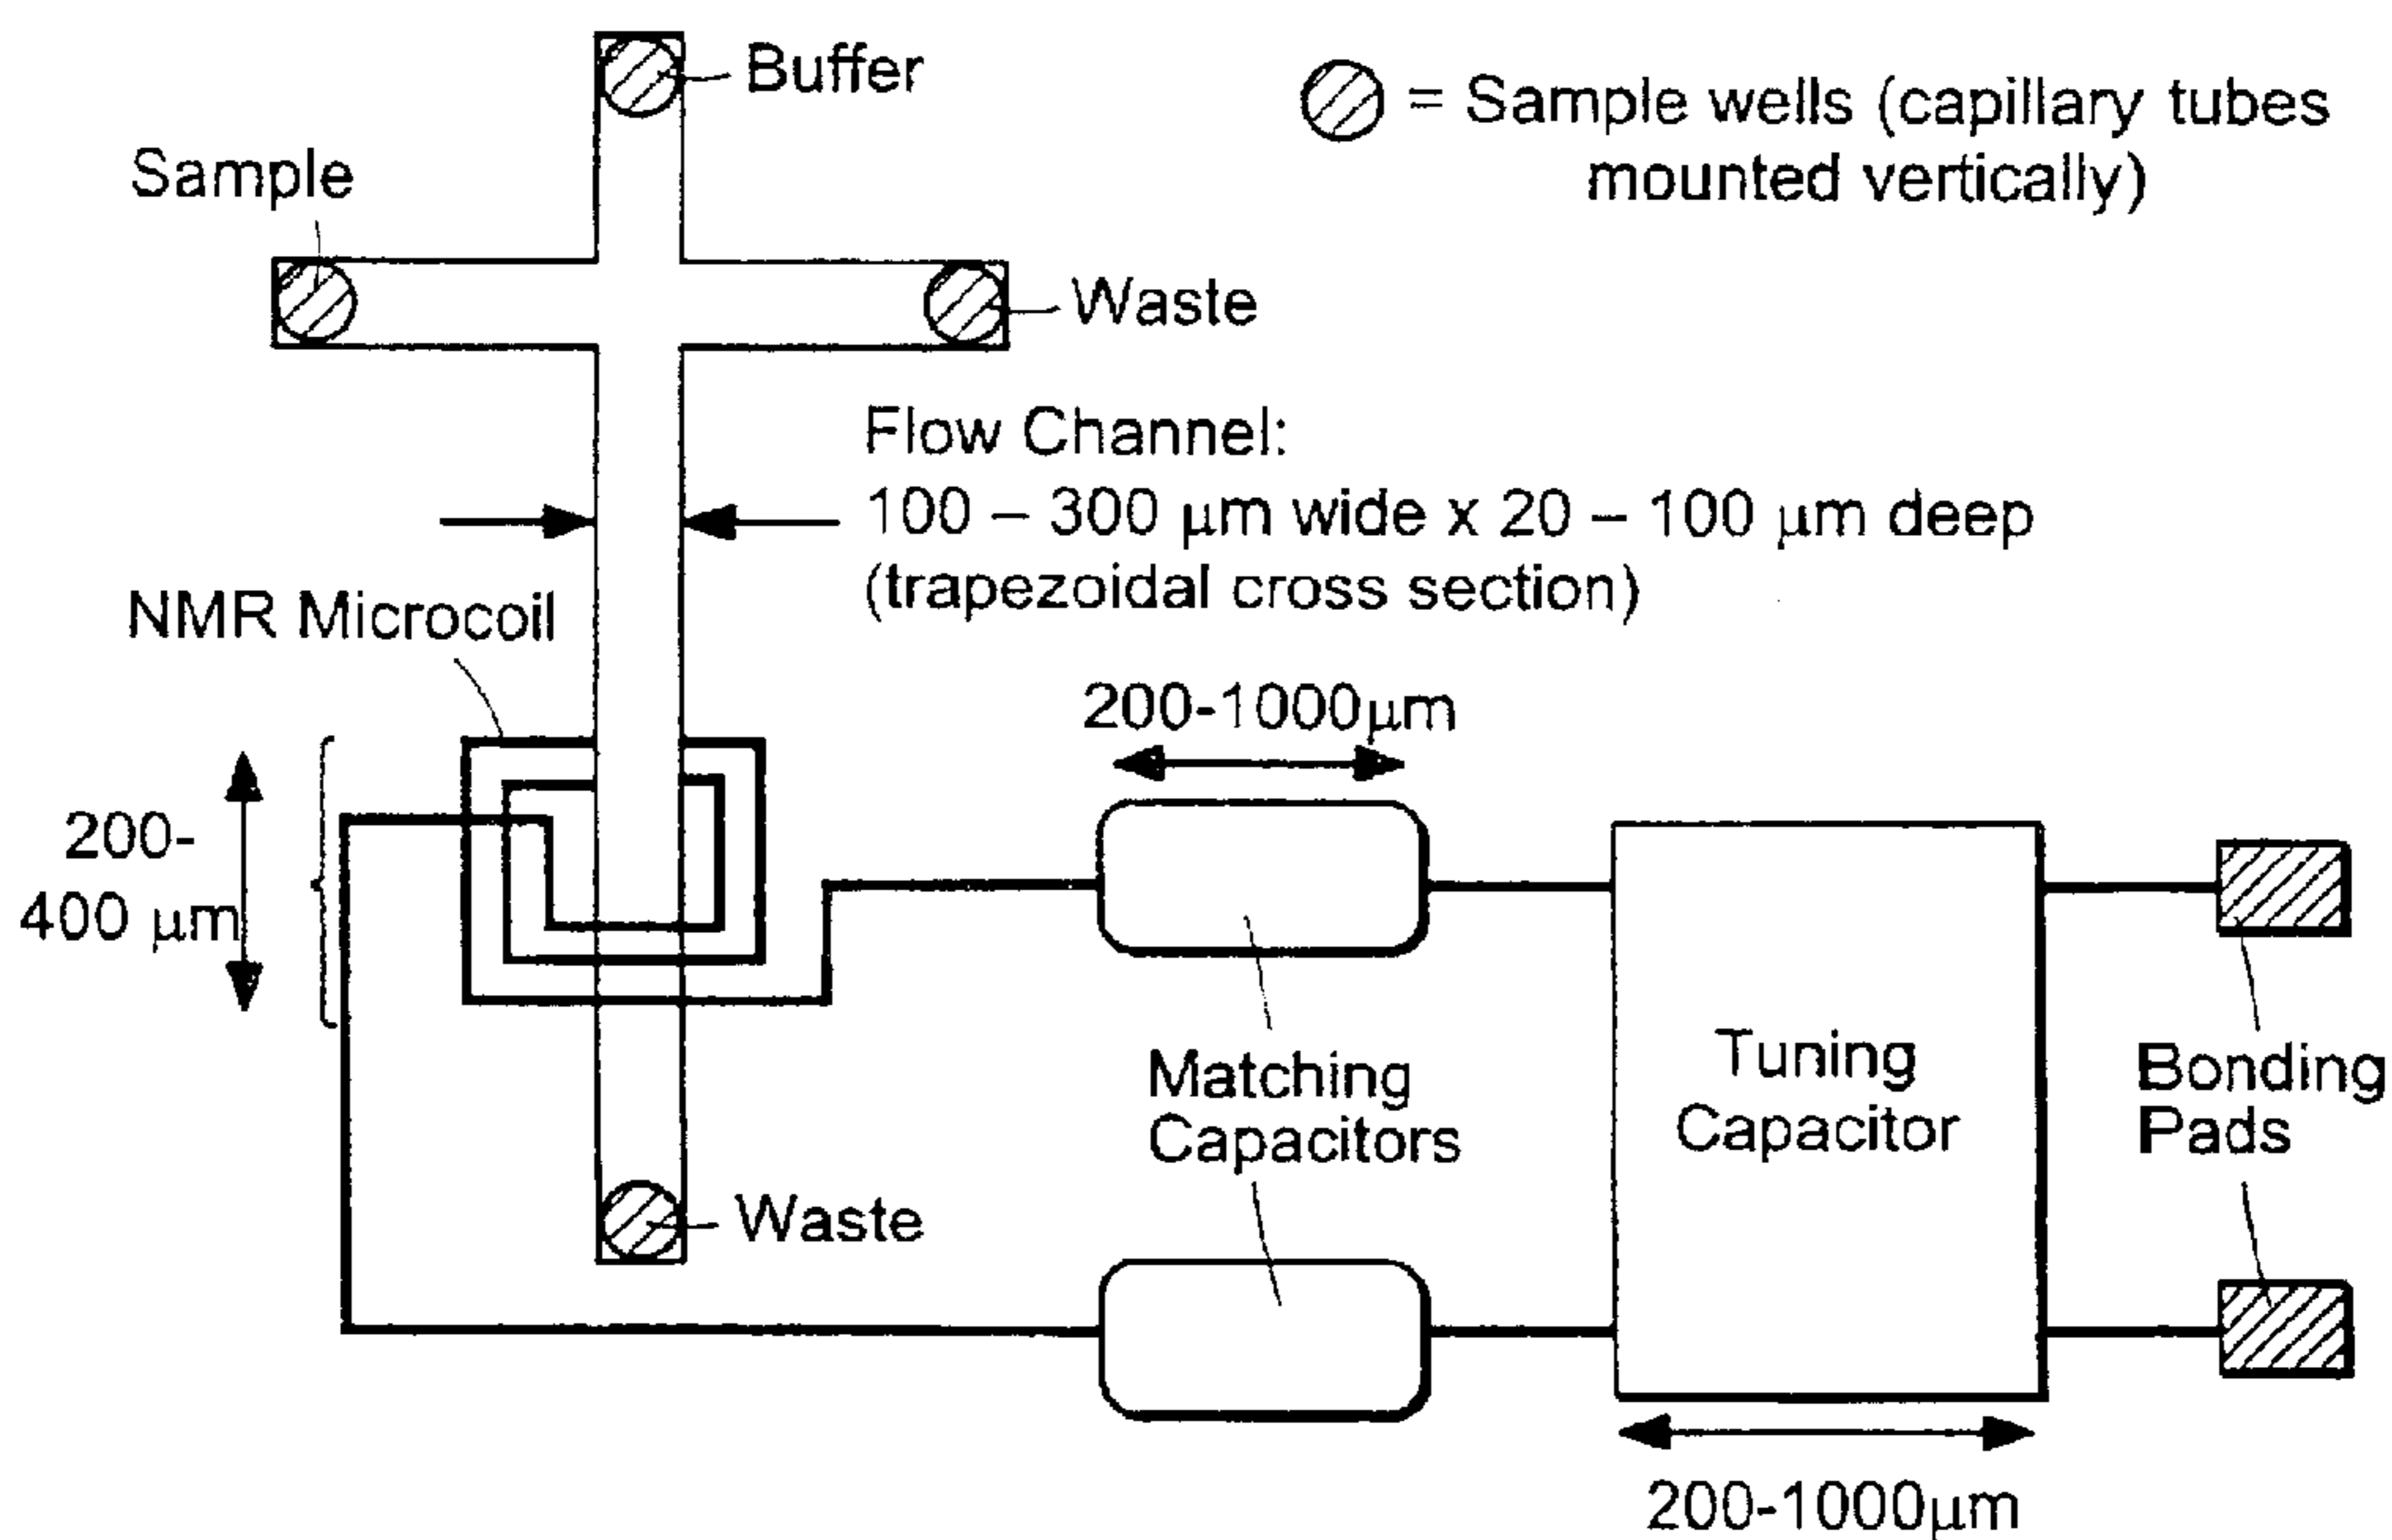 Buffer
= Sample wells (capillary tubes
mounted vertically)
Sample
Waste
Flow Channel:
100 – 300 μm wide x 20 – 100 μm deep
(trapezoidal cross section)
NMR Microcoil
200-1000μm
200-
400 μm
Matching
Capacitors
Tuning
Capacitor
Bonding
Pads
Waste
200-1000μm